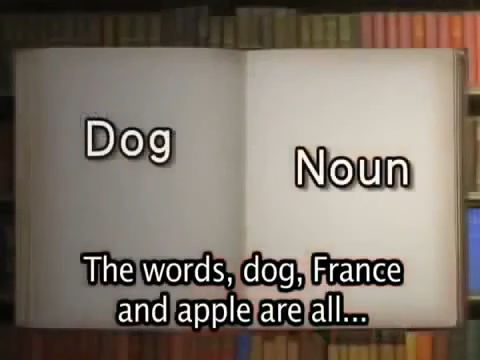 Dog
Noun
The words, dog, France
and apple are all...